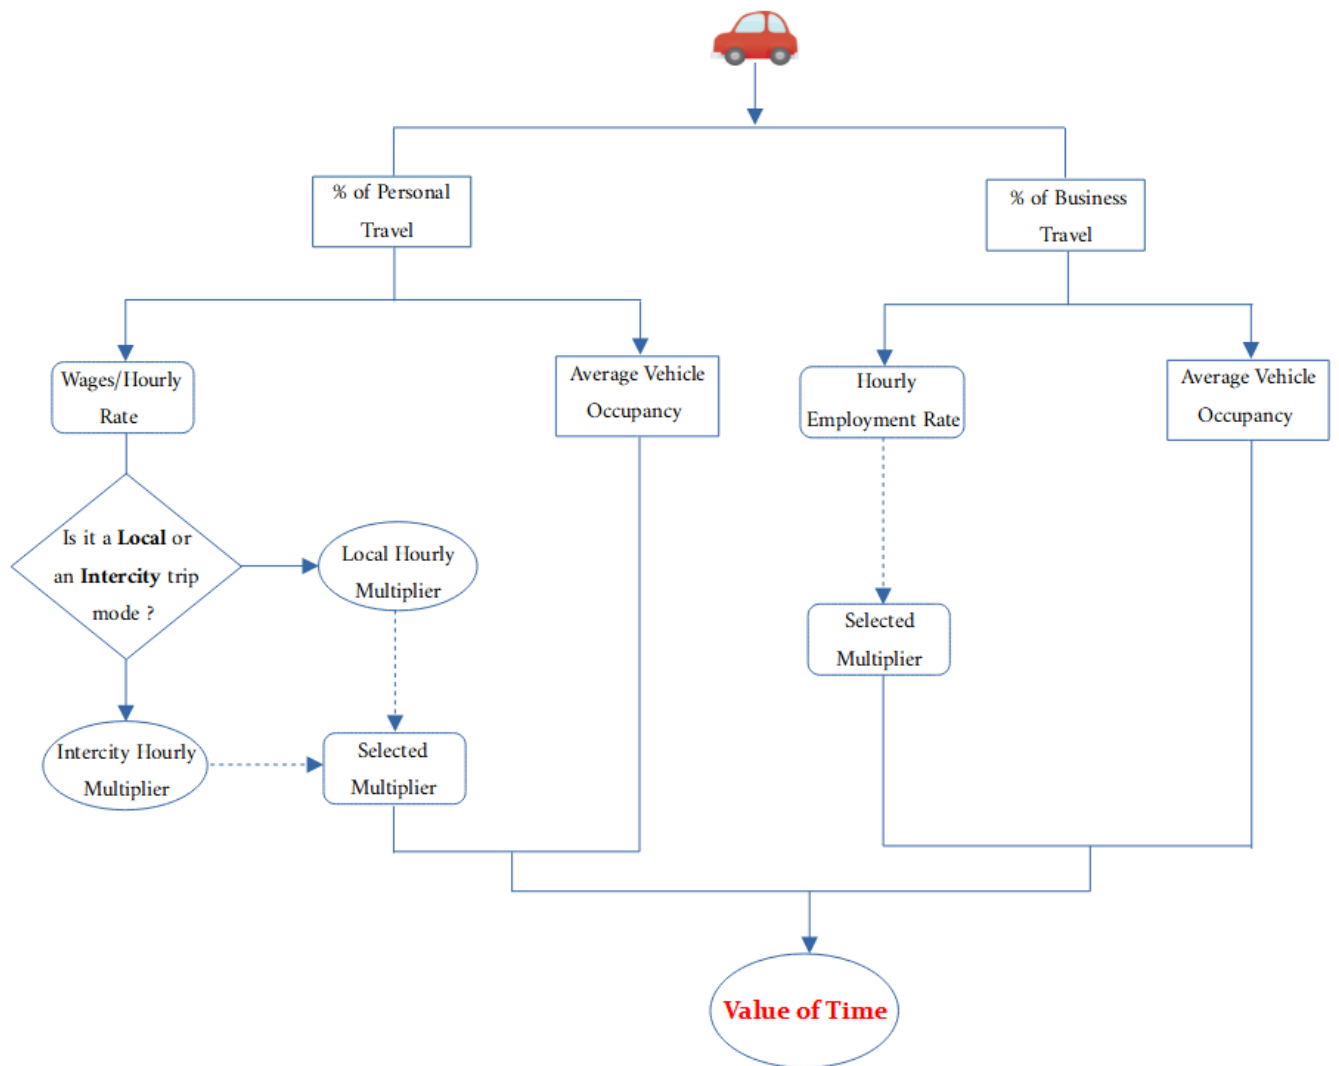 % of Personal
Travel
% of Business
Travel
Wages/Hourly
Rate
Average Vehicle
Occupancy
Hourly
Employment Rate
Average Vehicle
Occupancy
Is it a Local or
an Intercity trip
mode ?
Local Hourly
Multiplier
Selected
Multiplier
Intercity Hourly
Multiplier
Selected
Multiplier
Value of Time